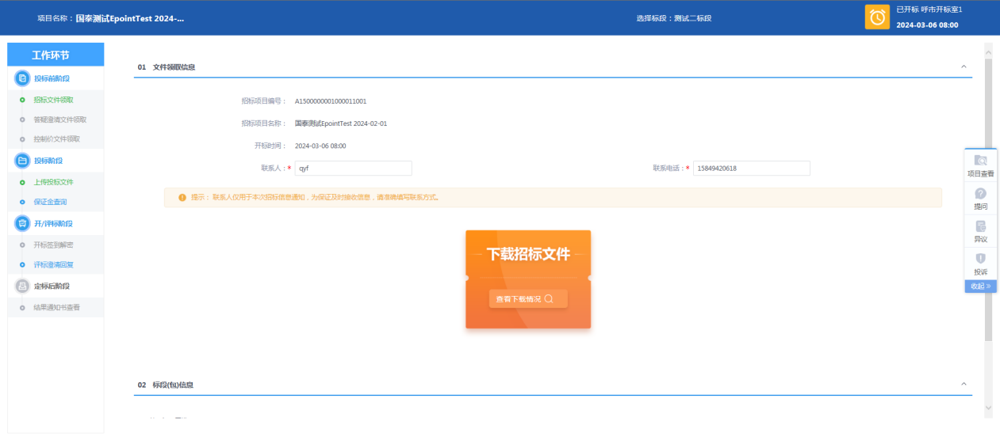 项目名称：国泰测试EpointTest 2024-...
选择标段：测试二标段
已开标 呼市开标室1
2024-03-06 08:00
工作环节
投标前阶段
招标文件领取
答疑澄清文件领取
控制价文件领取
投标阶段
上传投标文件
保证金查询
开/评标阶段
开标签到解密
评标澄清回复
定标后阶段
结果通知书查看
01 文件领取信息
招标项目编号： A1500000001000011001
招标项目名称： 国泰测试EpointTest 2024-02-01
开标时间： 2024-03-06 08:00
联系人：* qyf
联系电话：* 15849420618
提示： 联系人仅用于本次招标信息通知，为保证及时接收信息，请准确填写联系方式。
下载招标文件
查看下载情况
02 标段(包)信息
项目查看
提问
异议
投诉
收起 »